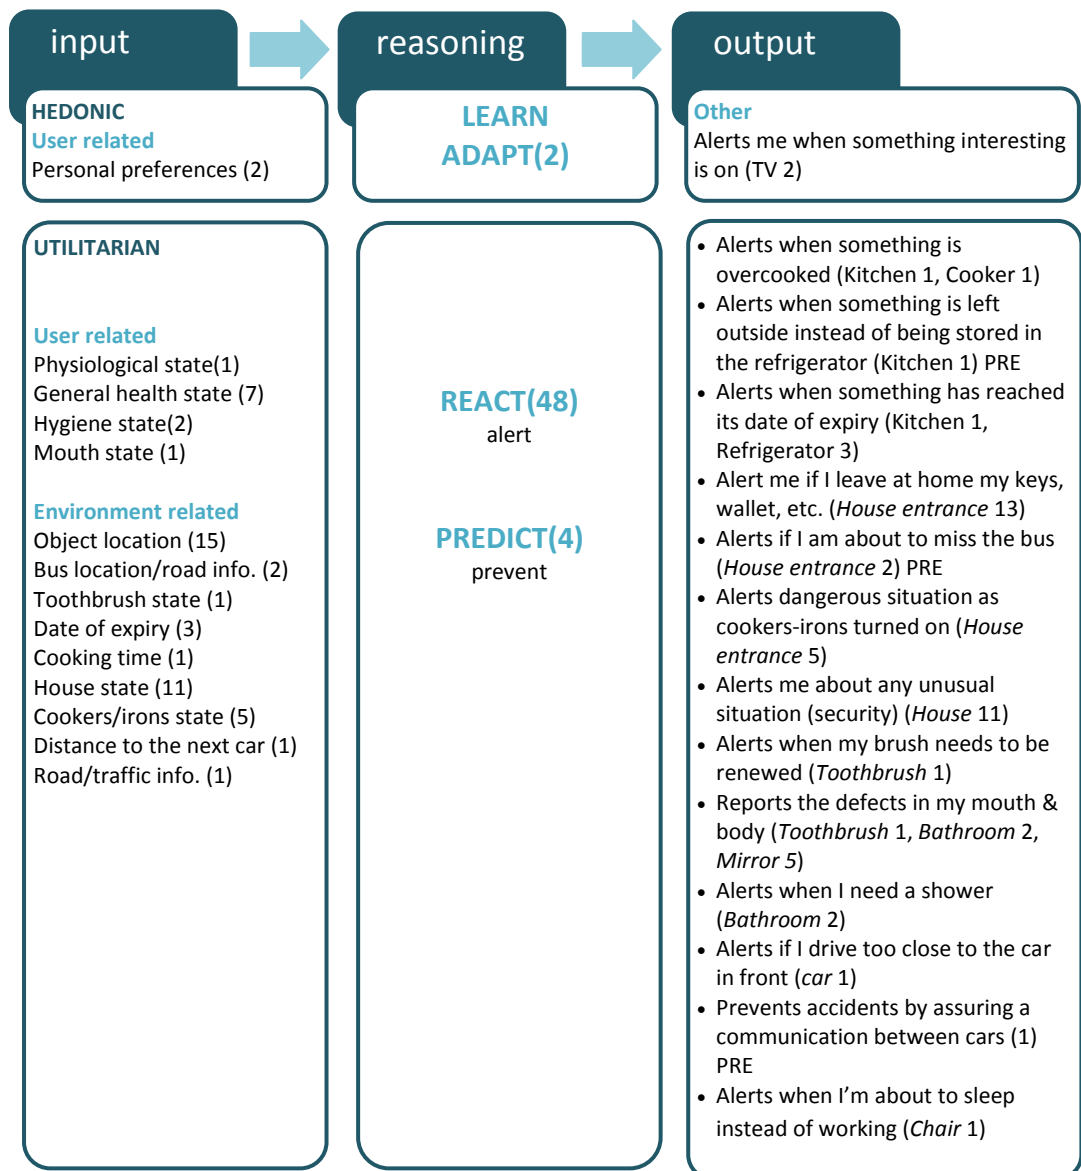 input
reasoning
output
HEDONIC
User related
Personal preferences (2)
LEARN
ADAPT(2)
Other
Alerts me when something interesting
is on (TV 2)
UTILITARIAN
User related
Physiological state(1)
General health state (7)
Hygiene state(2)
Mouth state (1)
Environment related
Object location (15)
Bus location/road info. (2)
Toothbrush state (1)
Date of expiry (3)
Cooking time (1)
House state (11)
Cookers/irons state (5)
Distance to the next car (1)
Road/traffic info. (1)
REACT(48)
alert
PREDICT(4)
prevent
• Alerts when something is
overcooked (Kitchen 1, Cooker 1)
• Alerts when something is left
outside instead of being stored in
the refrigerator (Kitchen 1) PRE
• Alerts when something has reached
its date of expiry (Kitchen 1,
Refrigerator 3)
• Alert me if I leave at home my keys,
wallet, etc. (House entrance 13)
• Alerts if I am about to miss the bus
(House entrance 2) PRE
• Alerts dangerous situation as
cookers-irons turned on (House
entrance 5)
• Alerts me about any unusual
situation (security) (House 11)
• Alerts when my brush needs to be
renewed (Toothbrush 1)
• Reports the defects in my mouth &
body (Toothbrush 1, Bathroom 2,
Mirror 5)
• Alerts when I need a shower
(Bathroom 2)
• Alerts if I drive too close to the car
in front (car 1)
• Prevents accidents by assuring a
communication between cars (1)
PRE
• Alerts when I'm about to sleep
instead of working (Chair 1)